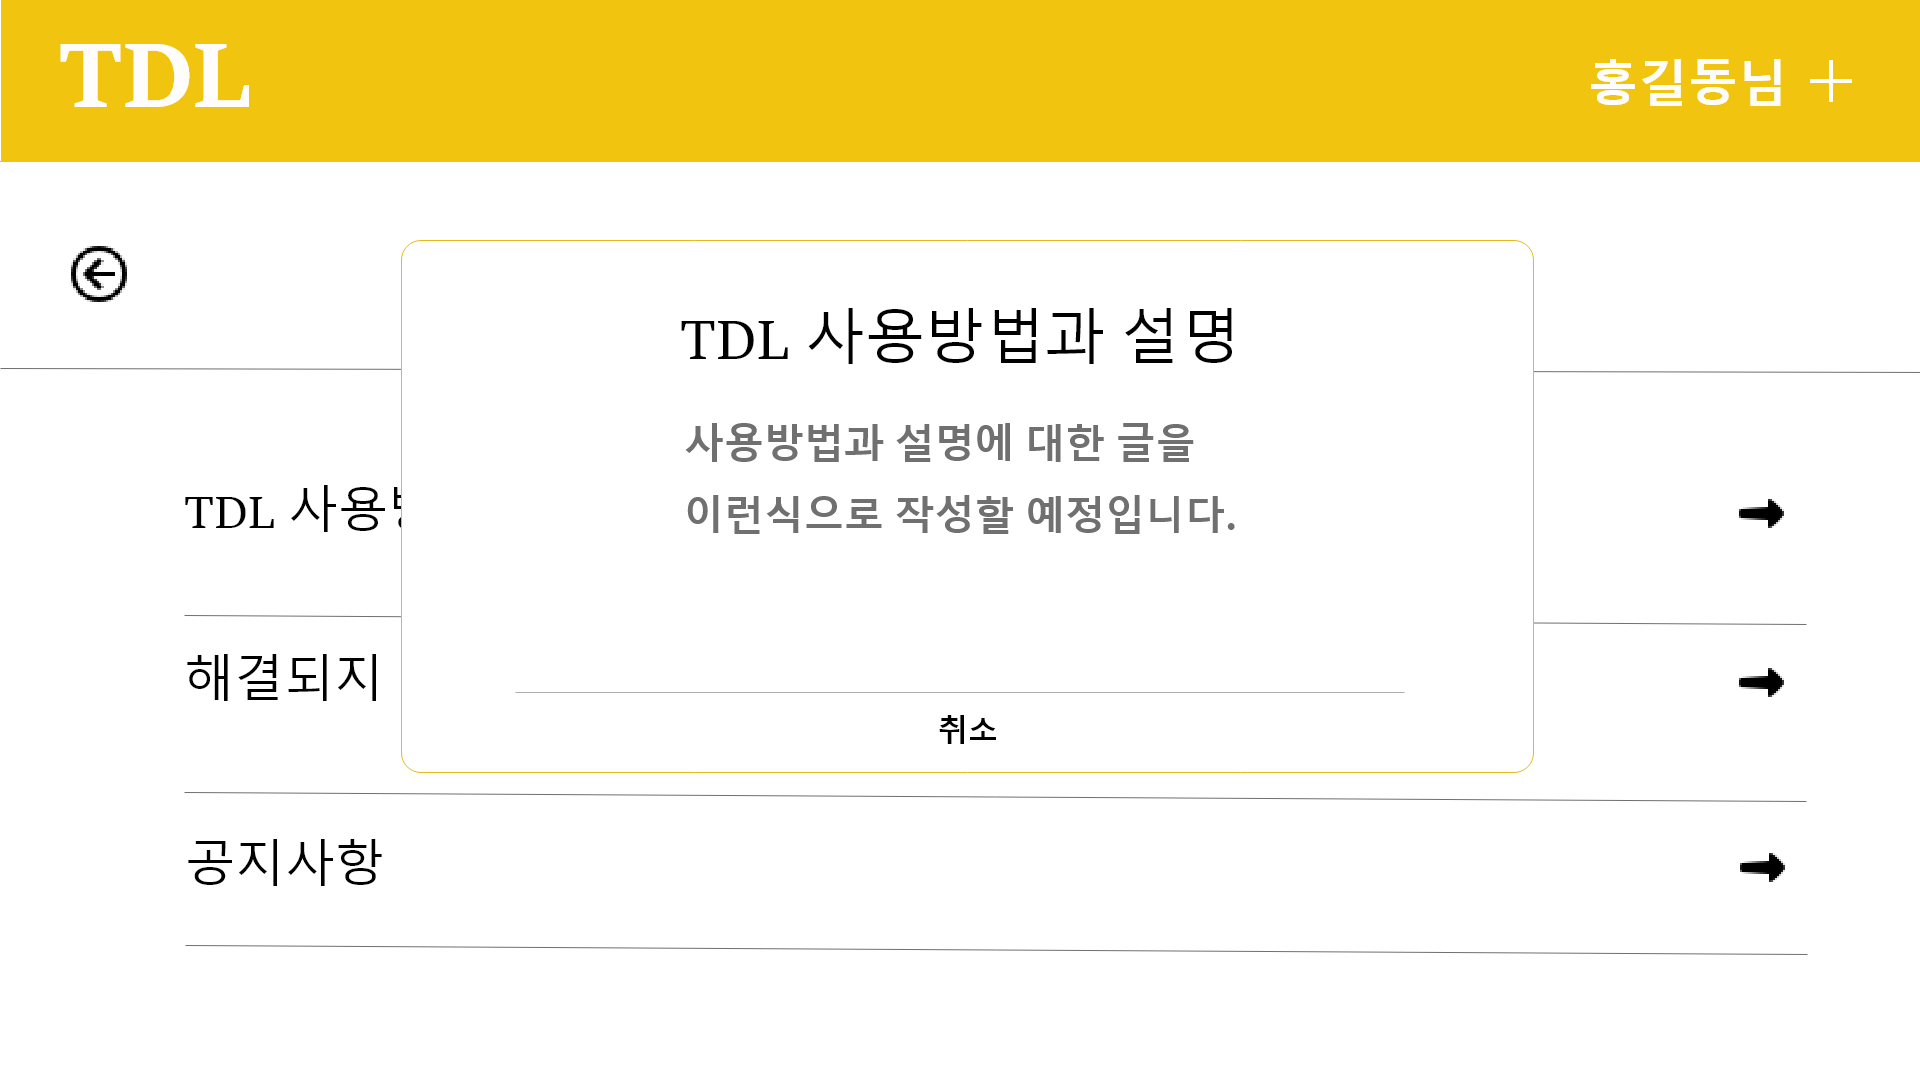 TDL
홍길동님
TDL 사용방법과 설명
사용방법과 설명에 대한 글을
이런식으로 작성할 예정입니다.
취소
TDL 사용
해결되지
공지사항